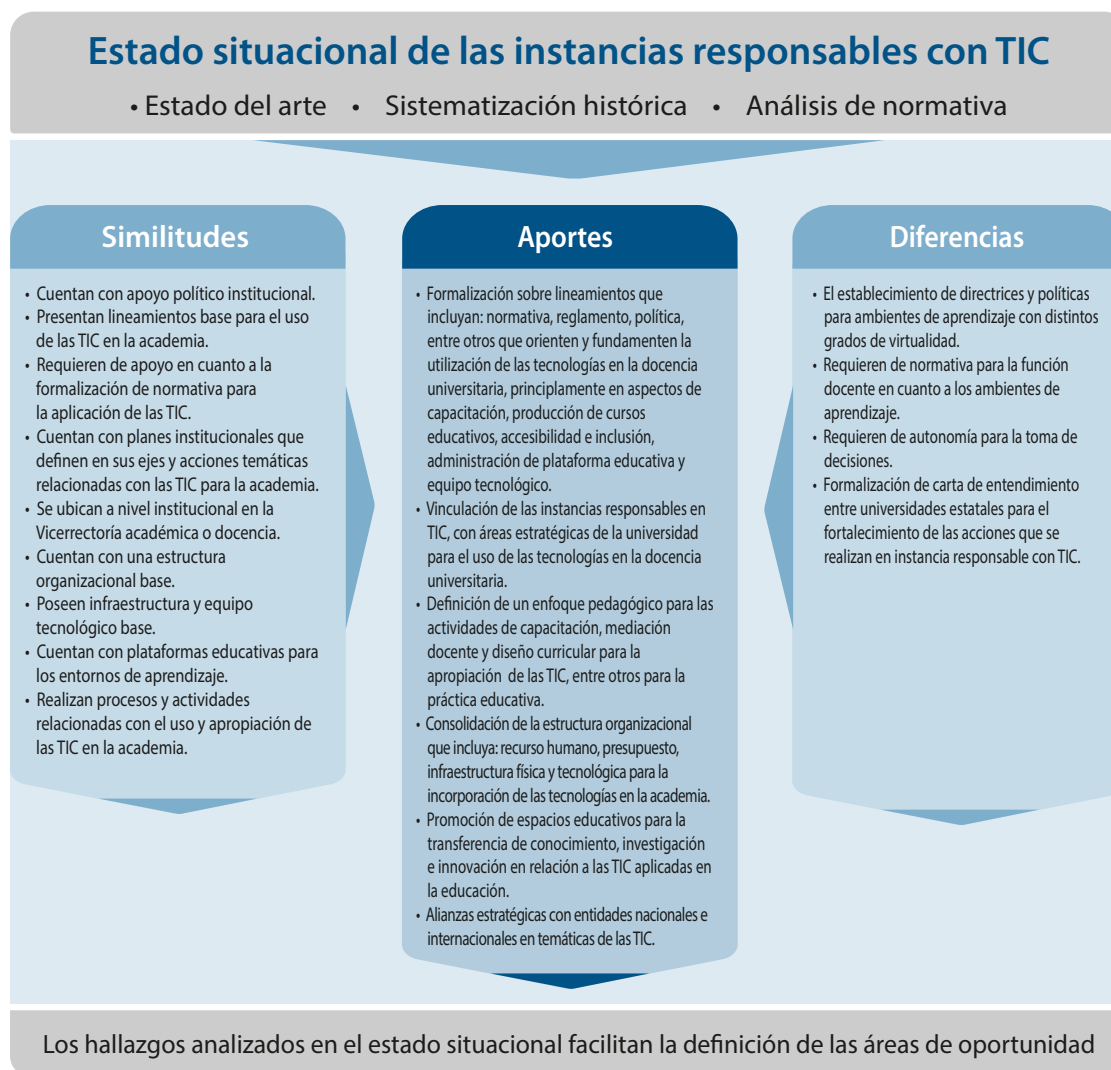 Estado situacional de las instancias responsables con TIC
• Estado del arte • Sistematización histórica • Análisis de normativa
Similitudes
• Cuentan con apoyo político institucional.
• Presentan lineamientos base para el uso
de las TIC en la academia.
• Requieren de apoyo en cuanto a la
formalización de normativa para
la aplicación de las TIC.
• Cuentan con planes institucionales que
definen en sus ejes y acciones temáticas
relacionadas con las TIC para la academia.
• Se ubican a nivel institucional en la
Vicerrectoría académica o docencia.
• Cuentan con una estructura
organizacional base.
• Poseen infraestructura y equipo
tecnológico base.
• Cuentan con plataformas educativas para
los entornos de aprendizaje.
• Realizan procesos y actividades
relacionadas con el uso y apropiación de
las TIC en la academia.
Aportes
• Formalización sobre lineamientos que
incluyan: normativa, reglamento, política,
entre otros que orienten y fundamenten la
utilización de las tecnologías en la docencia
universitaria, principlamente en aspectos de
capacitación, producción de cursos
educativos, accesibilidad e inclusión,
administración de plataforma educativa y
equipo tecnológico.
• Vinculación de las instancias responsables en
TIC, con áreas estratégicas de la universidad
para el uso de las tecnologías en la docencia
universitaria.
• Definición de un enfoque pedagógico para las
actividades de capacitación, mediación
docente y diseño curricular para la
apropiación de las TIC, entre otros para la
práctica educativa.
• Consolidación de la estructura organizacional
que incluya: recurso humano, presupuesto,
infraestructura física y tecnológica para la
incorporación de las tecnologías en la academia.
• Promoción de espacios educativos para la
transferencia de conocimiento, investigación
e innovación en relación a las TIC aplicadas en
la educación.
• Alianzas estratégicas con entidades nacionales e
internacionales en temáticas de las TIC.
Diferencias
• El establecimiento de directrices y políticas
para ambientes de aprendizaje con distintos
grados de virtualidad.
• Requieren de normativa para la función
docente en cuanto a los ambientes de
aprendizaje.
• Requieren de autonomía para la toma de
decisiones.
• Formalización de carta de entendimiento
entre universidades estatales para el
fortalecimiento de las acciones que se
realizan en instancia responsable con TIC.
Los hallazgos analizados en el estado situacional facilitan la definición de las áreas de oportunidad